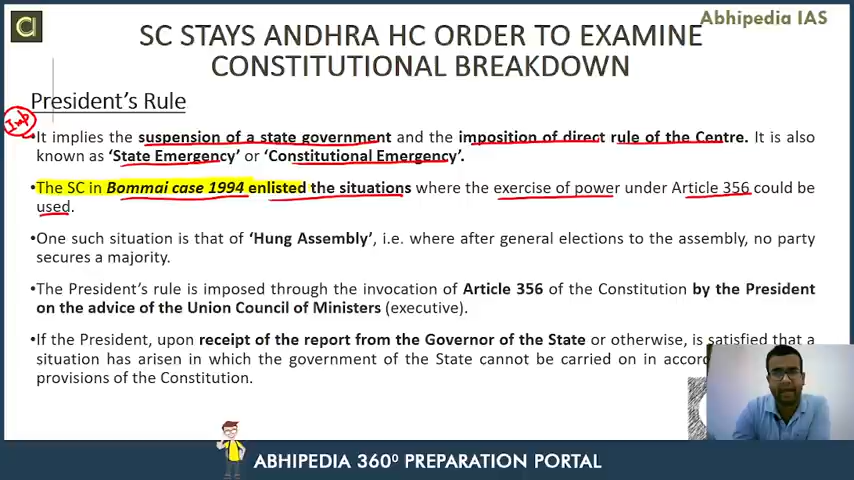 Abhipedia IAS
SC STAYS ANDHRA HC ORDER TO EXAMINE
CONSTITUTIONAL BREAKDOWN
President's Rule
Imp
•It implies the suspension of a state government and the imposition of direct rule of the Centre. It is also
known as 'State Emergency' or 'Constitutional Emergency'.
•The SC in Bommai case 1994 enlisted the situations where the exercise of power under Article 356 could be
used.
•One such situation is that of 'Hung Assembly', i.e. where after general elections to the assembly, no party
secures a majority.
•The President's rule is imposed through the invocation of Article 356 of the Constitution by the President
on the advice of the Union Council of Ministers (executive).
•If the President, upon receipt of the report from the Governor of the State or otherwise, is satisfied that a
situation has arisen in which the government of the State cannot be carried on in
provisions of the Constitution.
ABHIPEDIA 360⁰ PREPARATION PORTAL